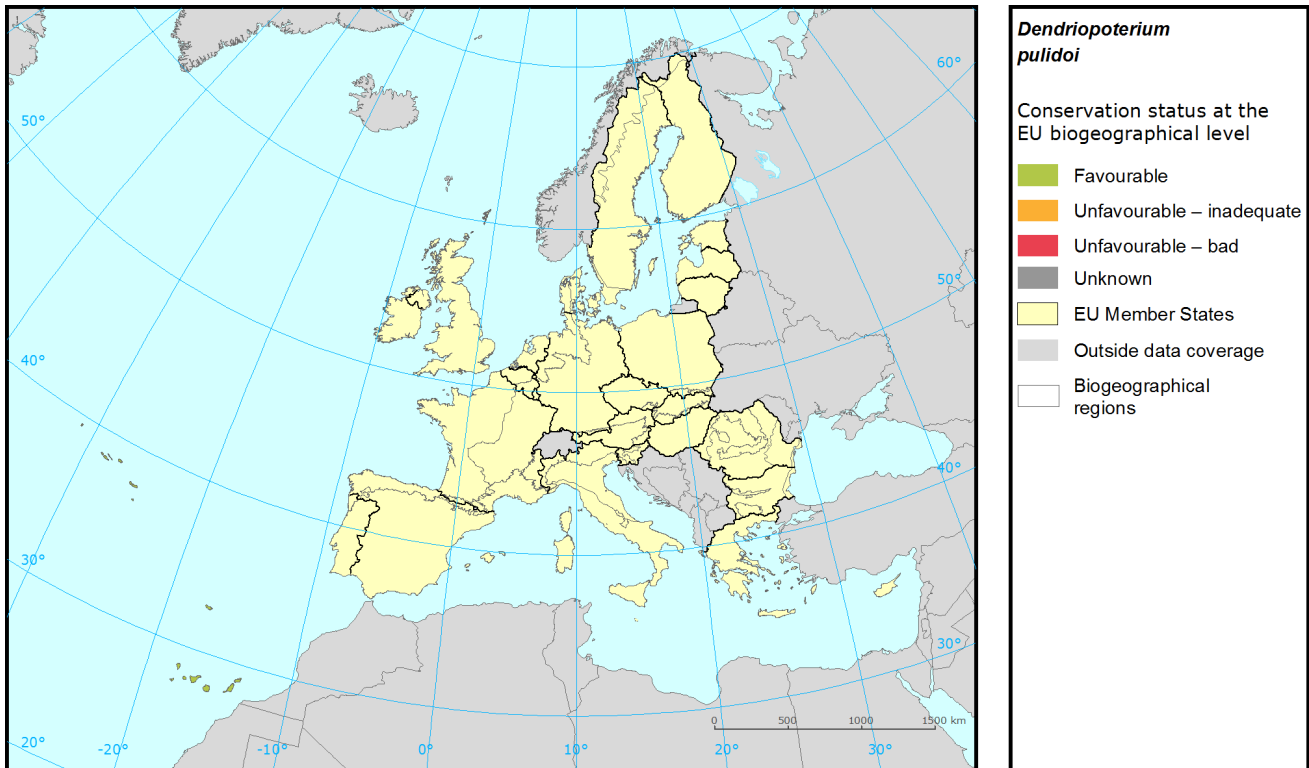 Dendriopoterium
pulidoi
Conservation status at the
EU biogeographical level
Favourable
Unfavourable – inadequate
Unfavourable – bad
Unknown
EU Member States
Outside data coverage
Biogeographical
regions
60°
50°
50°
40°
40°
30°
30°
0 500 1000 1500 km
20° -20° -10° 0° 10° 20° 30°